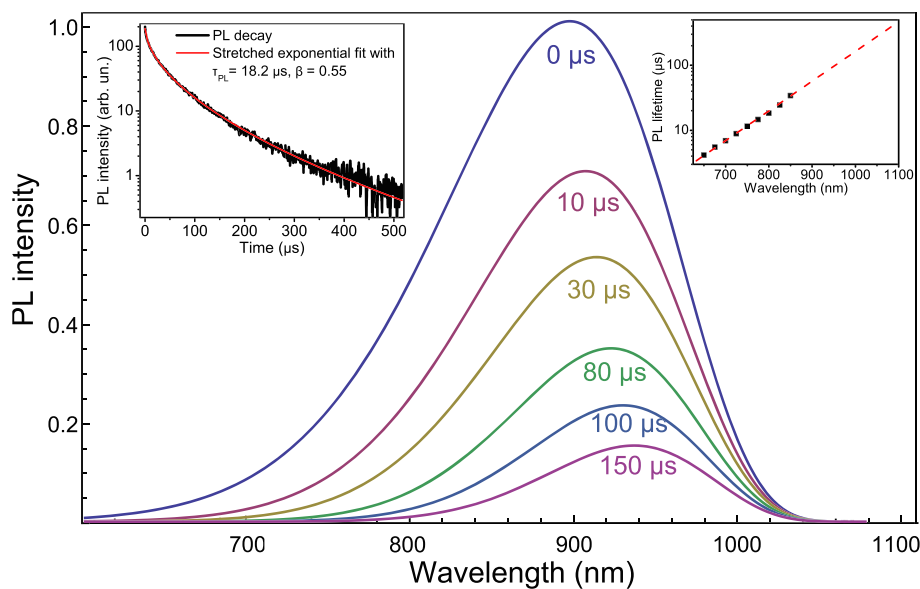 PL intensity
1.0
0.8
0.6
0.4
0.2
700
800
900
1000
1100
Wavelength (nm)
0 µs
10 µs
30 µs
80 µs
100 µs
150 µs
PL intensity (arb. un.)
100
10
1
0
100
200
300
400
500
Time (µs)
PL decay
Stretched exponential fit with
τPL= 18.2 µs, β = 0.55
PL lifetime (µs)
100
10
700
800
900
1000
1100
Wavelength (nm)